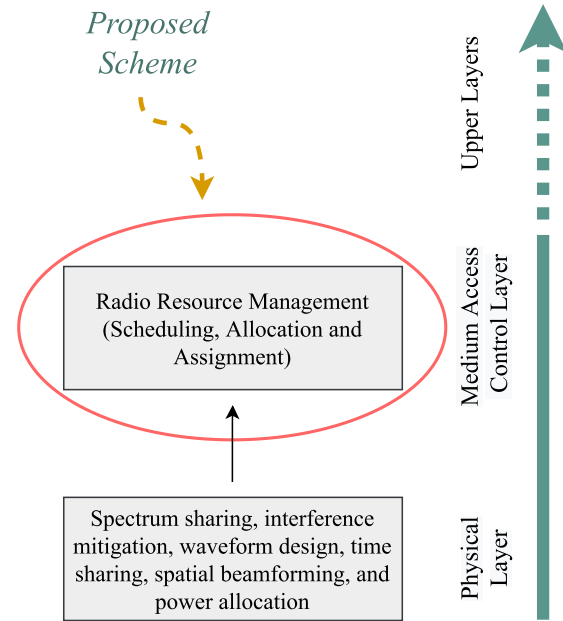 Proposed
Scheme
Upper Layers
Radio Resource Management
(Scheduling, Allocation and
Assignment)
Medium Access
Control Layer
Spectrum sharing, interference
mitigation, waveform design, time
sharing, spatial beamforming, and
power allocation
Physical
Layer